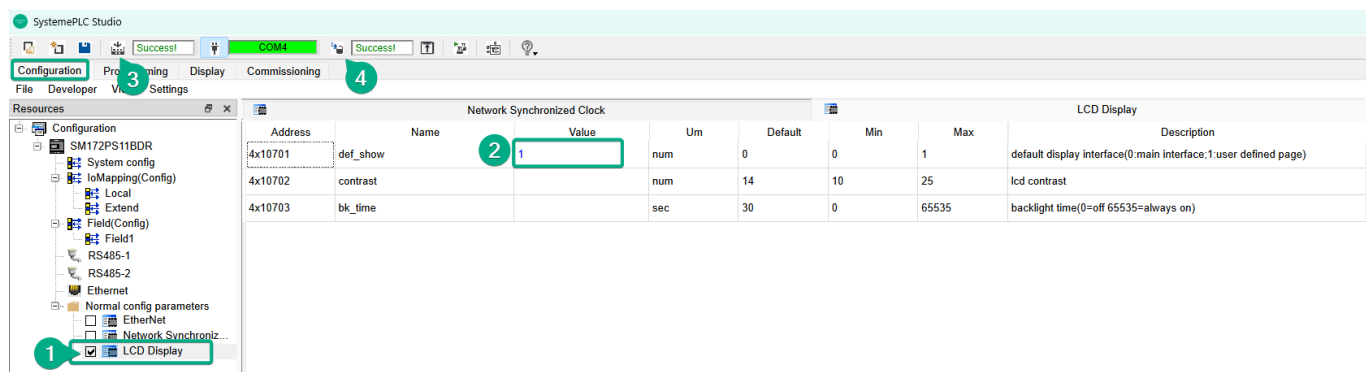 SystemePLC Studio
Success! COM4 Success!
Configuration Programming Display Commissioning
3 4
File Developer Settings
Resources
Configuration
SM172PS11BDR
System config
IoMapping(Config)
Local
Extend
Field(Config)
Field1
RS485-1
RS485-2
Ethernet
Normal config parameters
EtherNet
Network Synchroniz...
1 LCD Display
Network Synchronized Clock LCD Display
Address Name Value Um Default Min Max Description
4x10701 def_show 2 1 num 0 0 1 default display interface(0:main interface;1:user defined page)
4x10702 contrast num 14 10 25 lcd contrast
4x10703 bk_time sec 30 0 65535 backlight time(0=off 65535=always on)